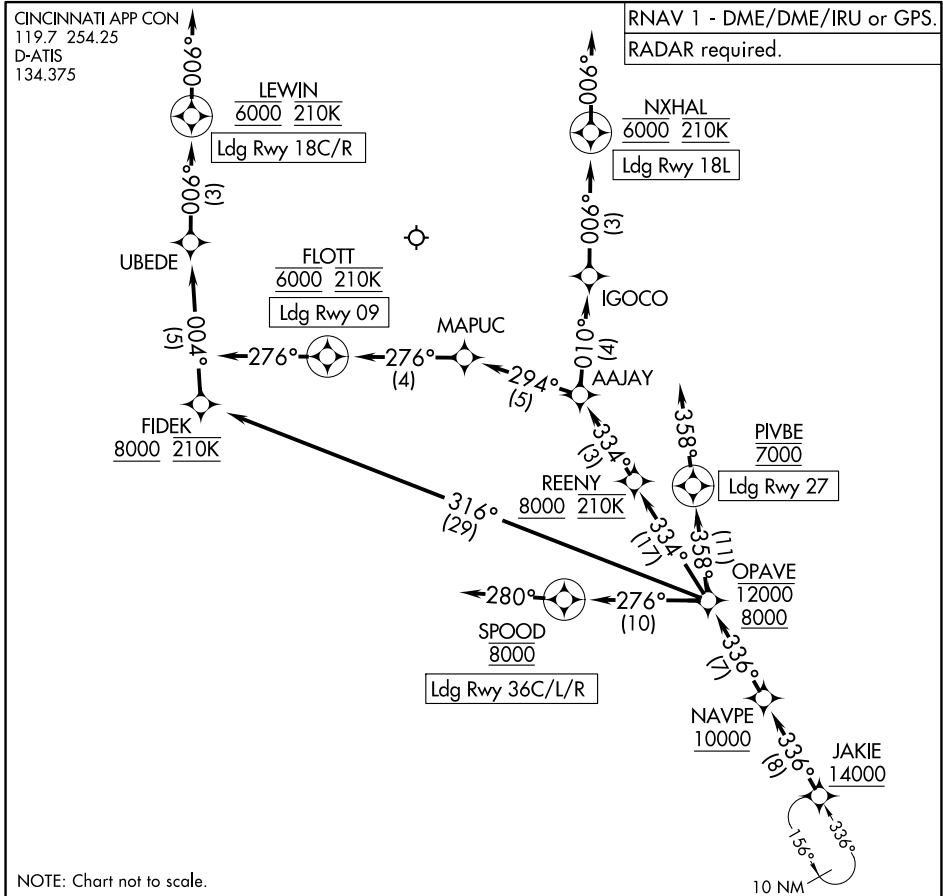 CINCINNATI APP CON
119.7 254.25
D-ATIS
134.375
RNAV 1 - DME/DME/IRU or GPS.
RADAR required.
006°
LEWIN
6000 210K
Ldg Rwy 18C/R
006°
(3)
UBEDE
004°
(5)
FIDEK
8000 210K
006°
NXHAL
6000 210K
Ldg Rwy 18L
006°
(3)
IGOCO
010°
(4)
AAJAY
FLOTT
6000 210K
Ldg Rwy 09
276°
276°
(4)
MAPUC
294°
(5)
334°
(3)
REENY
8000 210K
334°
(17)
358°
PIVBE
7000
Ldg Rwy 27
358°
(11)
316°
(29)
OPAVE
12000
8000
280°
276°
(10)
SPOOD
8000
Ldg Rwy 36C/L/R
336°
(7)
NAVPE
10000
336°
(8)
JAKIE
14000
156°
336°
10 NM
NOTE: Chart not to scale.